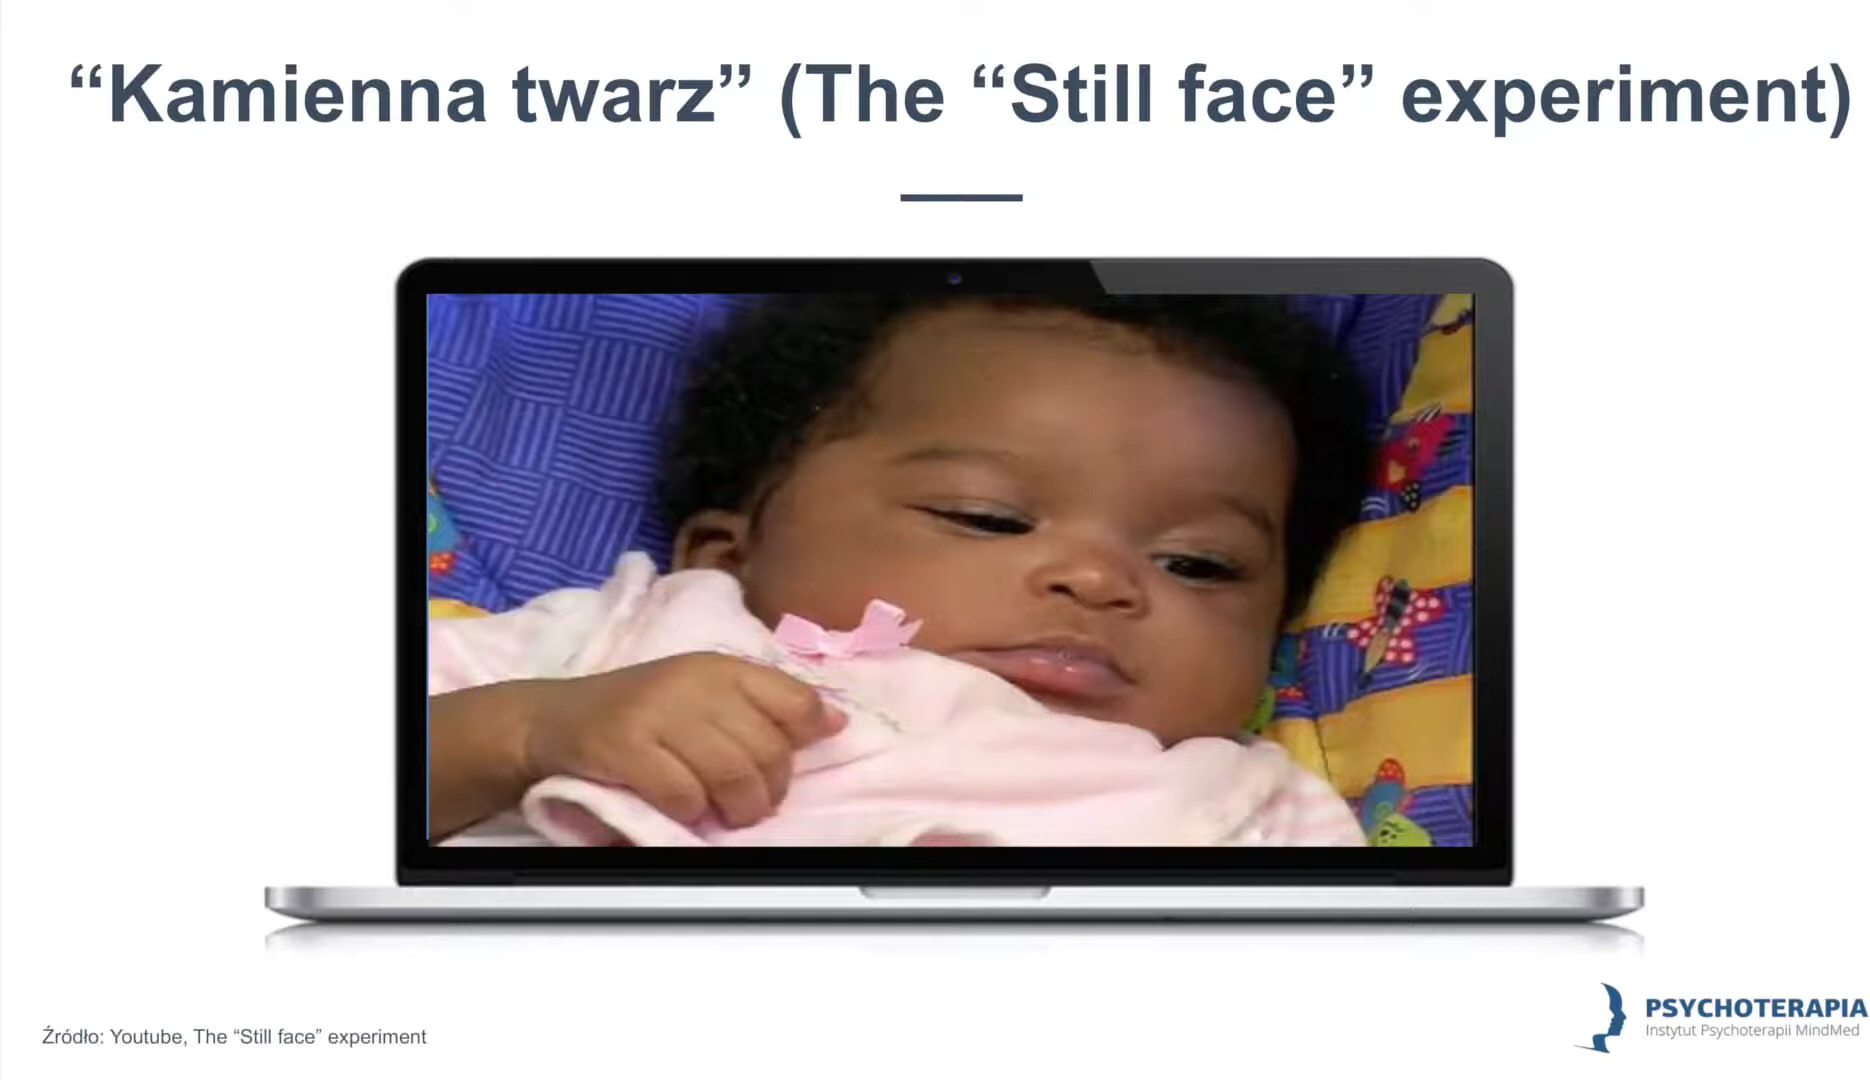 “Kamienna twarz” (The “Still face” experiment)
Źródło: Youtube, The “Still face” experiment
PSYCHOTERAPIA
Instytut Psychoterapii MindMed